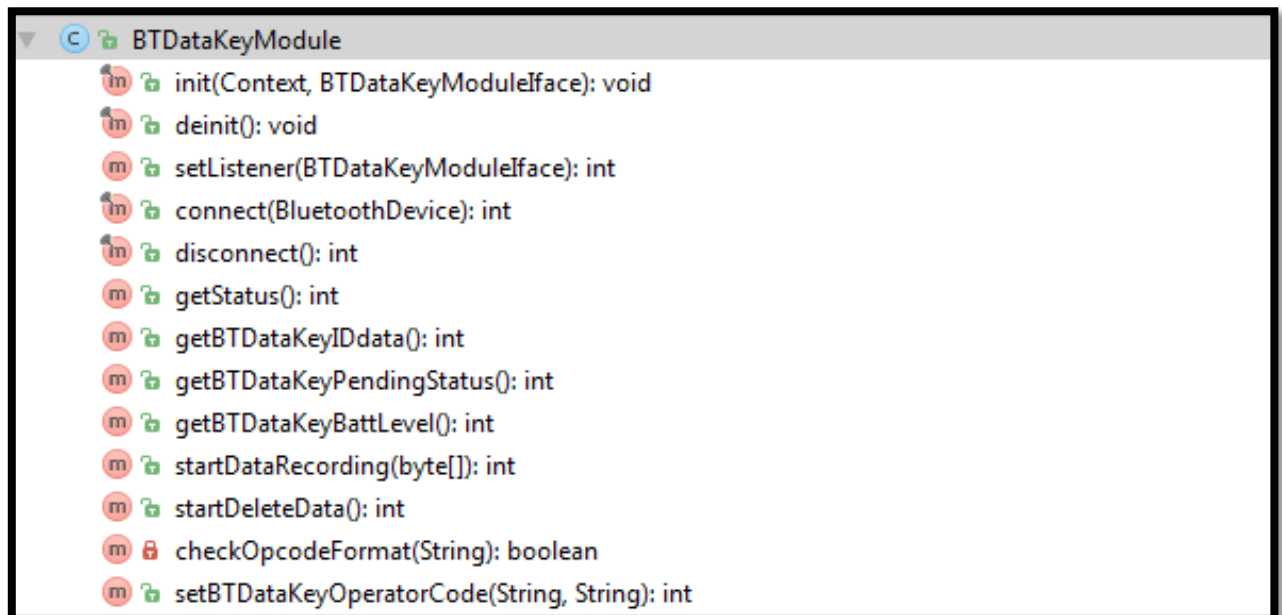 C BTDataKeyModule
m init(Context, BTDataKeyModuleIface): void
m deinit(): void
m setListener(BTDataKeyModuleIface): int
m connect(BluetoothDevice): int
m disconnect(): int
m getStatus(): int
m getBTDataKeyIDdata(): int
m getBTDataKeyPendingStatus(): int
m getBTDataKeyBattLevel(): int
m startDataRecording(byte[]): int
m startDeleteData(): int
m checkOpcodeFormat(String): boolean
m setBTDataKeyOperatorCode(String, String): int